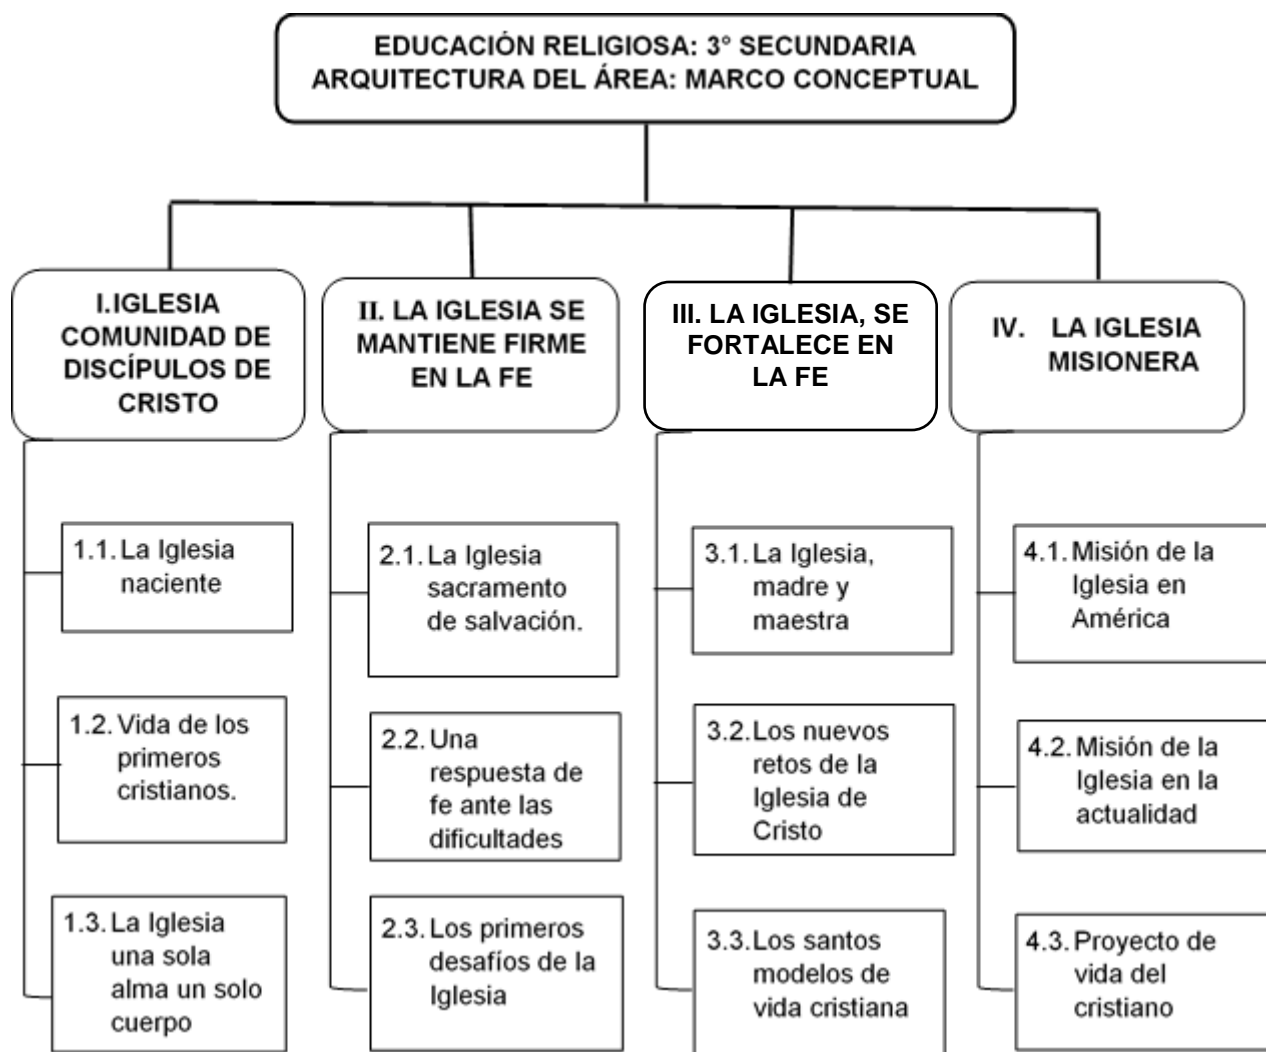 EDUCACIÓN RELIGIOSA: 3° SECUNDARIA
ARQUITECTURA DEL ÁREA: MARCO CONCEPTUAL
I.IGLESIA
COMUNIDAD DE
DISCÍPULOS DE
CRISTO
1.1. La Iglesia
naciente
1.2. Vida de los
primeros
cristianos.
1.3. La Iglesia
una sola
alma un solo
cuerpo
II. LA IGLESIA SE
MANTIENE FIRME
EN LA FE
2.1. La Iglesia
sacramento
de salvación.
2.2. Una
respuesta de
fe ante las
dificultades
2.3. Los primeros
desafíos de la
Iglesia
III. LA IGLESIA, SE
FORTALECE EN
LA FE
3.1. La Iglesia,
madre y
maestra
3.2. Los nuevos
retos de la
Iglesia de
Cristo
3.3. Los santos
modelos de
vida cristiana
IV. LA IGLESIA
MISIONERA
4.1. Misión de la
Iglesia en
América
4.2. Misión de la
Iglesia en la
actualidad
4.3. Proyecto de
vida del
cristiano